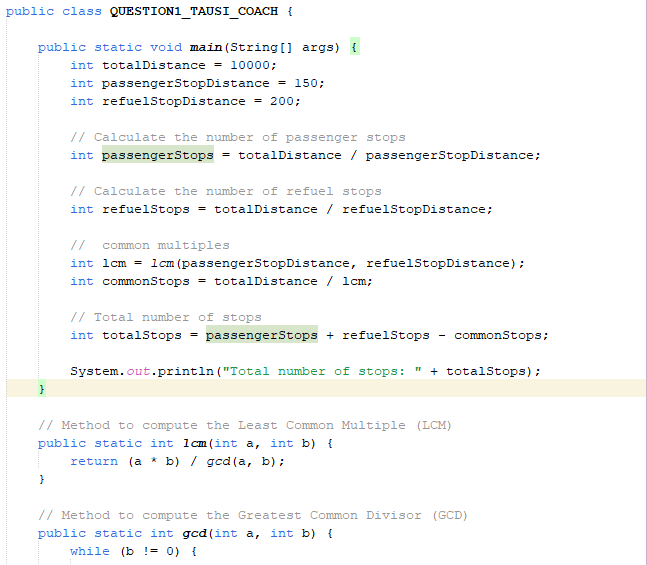 public class QUESTION1_TAUSI_COACH {
public static void main(String[] args) {
int totalDistance = 10000;
int passengerStopDistance = 150;
int refuelStopDistance = 200;
// Calculate the number of passenger stops
int passengerStops = totalDistance / passengerStopDistance;
// Calculate the number of refuel stops
int refuelStops = totalDistance / refuelStopDistance;
//  common multiples
int lcm = lcm(passengerStopDistance, refuelStopDistance);
int commonStops = totalDistance / lcm;
// Total number of stops
int totalStops = passengerStops + refuelStops - commonStops;
System.out.println("Total number of stops: " + totalStops);
}
// Method to compute the Least Common Multiple (LCM)
public static int lcm(int a, int b) {
return (a * b) / gcd(a, b);
}
// Method to compute the Greatest Common Divisor (GCD)
public static int gcd(int a, int b) {
while (b != 0) {